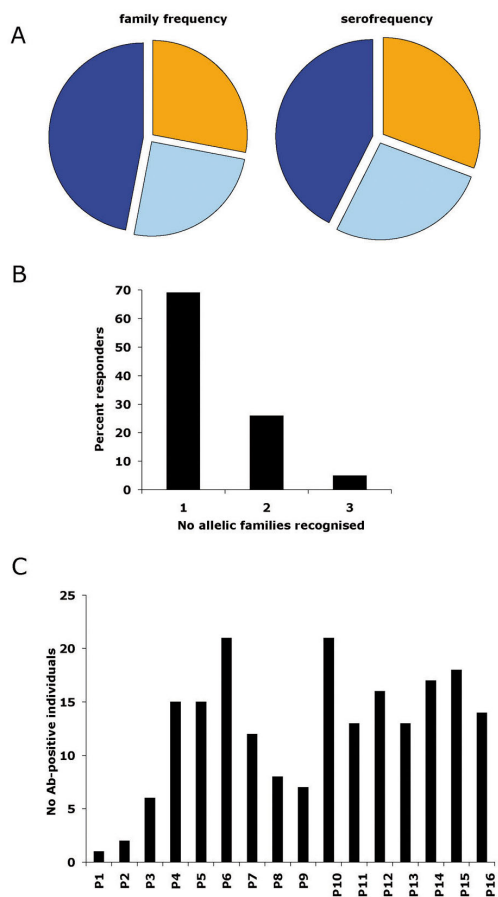 A
family frequency
serofrequency
B
Percent responders
70
60
50
40
30
20
10
0
1 2 3
No allelic families recognised
C
No Ab-positive individuals
25
20
15
10
5
0
P1 P2 P3 P4 P5 P6 P7 P8 P9 P10 P11 P12 P13 P14 P15 P16